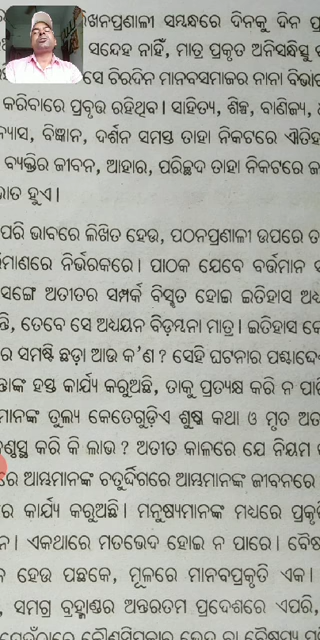 ଖନପ୍ରଣାଳୀ ସମ୍ବନ୍ଧରେ ଦିନକୁ ଦିନ
ସନ୍ଦେହ ନାହିଁ, ମାତ୍ର ପ୍ରକୃତ ଅନିସନ୍ଧିତ୍ସୁ
ସେ ଚିରଦିନ ମାନବସମାଜର ନାନା ବିଭାଗ
କରିବାରେ ପ୍ରବୃତ୍ତ ରହିଥିବ। ସାହିତ୍ୟ, ଶିଳ୍ପ, ବାଣିଜ୍ୟ,
ନ୍ୟାସ, ବିଜ୍ଞାନ, ଦର୍ଶନ ସମସ୍ତ ତାହା ନିକଟରେ ଐତିହ
ବ୍ୟକ୍ତିର ଜୀବନ, ଆହାର, ପରିଚ୍ଛଦ ତାହା ନିକଟରେ
ଭାତ ହୁଏ।
ପରି ଭାବରେ ଲିଖିତ ହେଉ, ପଠନପ୍ରଣାଳୀ ଉପରେ
ମାଣରେ ନିର୍ଭରକରେ। ପାଠକ ଯେବେ ବର୍ତ୍ତମାନ
ସଙ୍ଗେ ଅତୀତର ସମ୍ପର୍କ ବିସ୍ମୃତ ହୋଇ ଇତିହାସ ଅଧ୍ୟ
ନ୍ତି, ତେବେ ସେ ଅଧ୍ୟୟନ ବିଡ଼ମ୍ବନା ମାତ୍ର। ଇତିହାସ କେ
ର ସମଷ୍ଟି ଛଡ଼ା ଆଉ କ'ଣ ? ସେହି ଘଟନାର ପଶ୍ଚାଦ୍ଦେ
ଙ୍କ ହସ୍ତ କାର୍ଯ୍ୟ କରୁଅଛି, ତାକୁ ପ୍ରତ୍ୟକ୍ଷ କରି ନ ପା
ମାନଙ୍କ ତୁଲ୍ୟ କେତେଗୁଡ଼ିଏ ଶୁଷ୍କ କଥା ଓ ମୃତ ଅତ
ଣ୍ଠସ୍ଥ କରି କି ଲାଭ ? ଅତୀତ କାଳରେ ଯେ ନିୟମ
ରେ ଆମ୍ଭମାନଙ୍କ ଚତୁର୍ଦ୍ଦିଗରେ ଆମ୍ଭମାନଙ୍କ ଜୀବନରେ
ର କାର୍ଯ୍ୟ କରୁଅଛି। ମନୁଷ୍ୟମାନଙ୍କ ମଧ୍ୟରେ ପ୍ରକୃ
ନ। ଏକଥାରେ ମତଭେଦ ହୋଇ ନ ପାରେ। ବୈଷ
ନ ହେଉ ପଛକେ, ମୂଳରେ ମାନବପ୍ରକୃତି ଏକ।
, ସମଗ୍ର ବ୍ରହ୍ମାଣ୍ଡର ଅନ୍ତରତମ ପ୍ରଦେଶରେ ଏପରି,